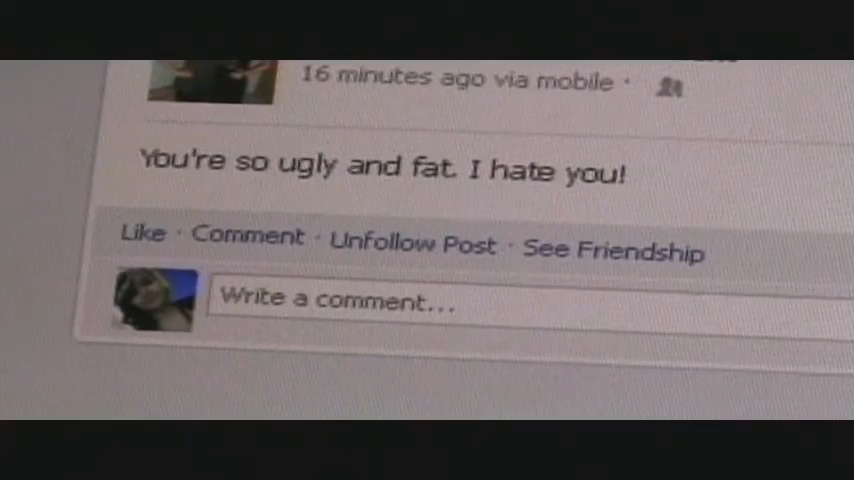 16 minutes ago via mobile ·
You're so ugly and fat. I hate you!
Like · Comment · Unfollow Post · See Friendship
Write a comment...